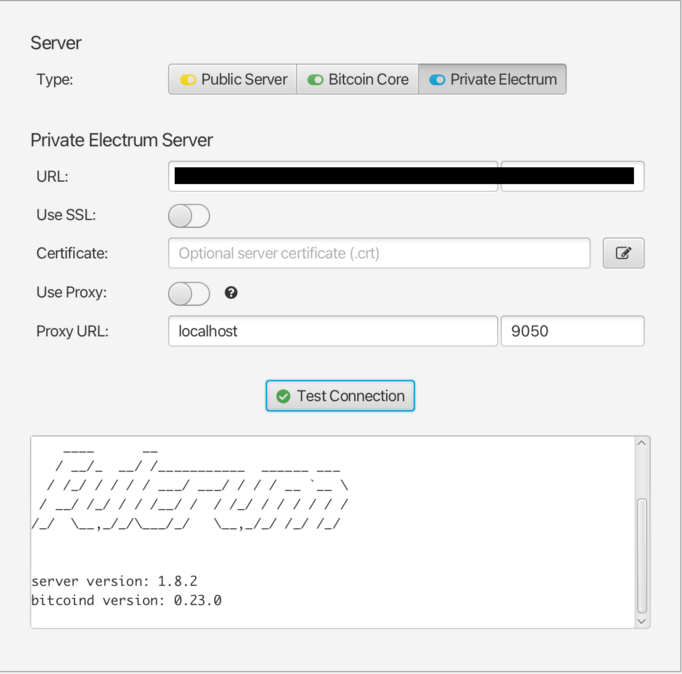 Server
Type: Public Server Bitcoin Core Private Electrum
Private Electrum Server
URL:
Use SSL:
Certificate: Optional server certificate (.crt)
Use Proxy: ?
Proxy URL: localhost 9050
Test Connection
server version: 1.8.2
bitcoind version: 0.23.0